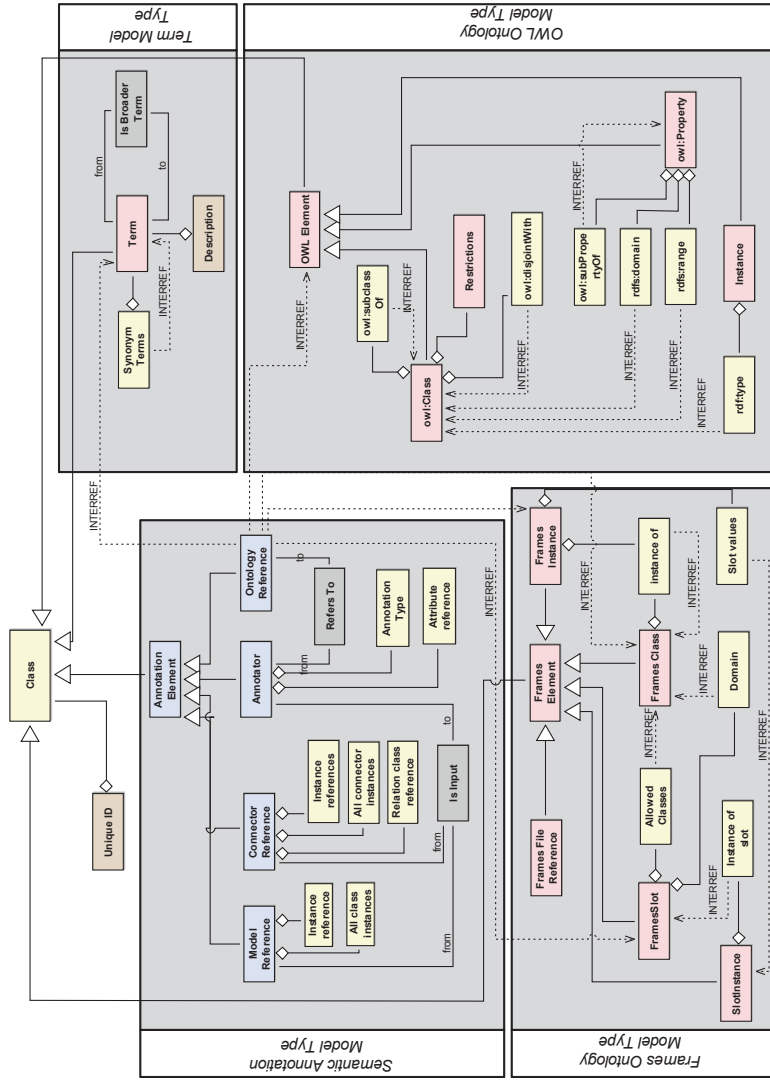 Class
Unique ID
Semantic Annotation
Model Type
Annotation
Element
Model
Reference
Instance
reference
All class
instances
Connector
Reference
Instance
references
All connector
instances
Relation class
reference
Is Input
from
from
to
Annotator
Annotation
Type
Attribute
reference
Refers To
from
to
Ontology
Reference
Term Model
Type
Term
Synonym
Terms
Description
Is Broader
Term
from
to
INTERREF
INTERREF
OWL Ontology
Model Type
OWL Element
INTERREF
owl:subclass
Of
INTERREF
owl:Class
Restrictions
owl:disjointWith
INTERREF
owl:subPrope
rtyOf
INTERREF
owl:Property
rdfs:domain
INTERREF
rdfs:range
INTERREF
Instance
rdf:type
INTERREF
Frames Ontology
Model Type
Frames
Element
Frames File
Reference
Frames
Instance
INTERREF
FramesSlot
Allowed
Classes
INTERREF
Frames Class
instance of
INTERREF
INTERREF
Domain
INTERREF
Instance of
slot
INTERREF
SlotInstance
Slot values
INTERREF